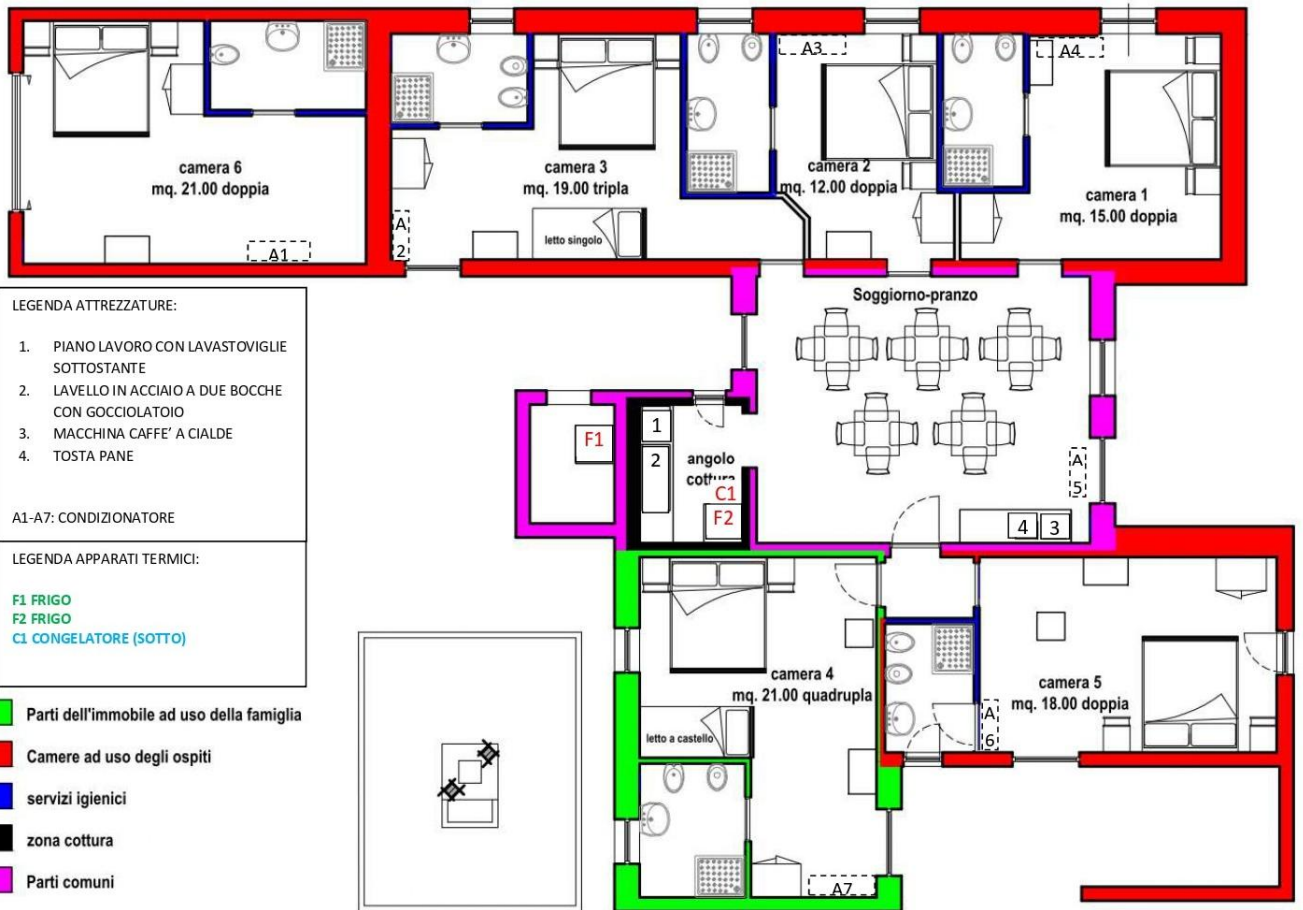 A3
A4
camera 6
mq. 21.00 doppia
camera 3
mq. 19.00 tripla
camera 2
mq. 12.00 doppia
camera 1
mq. 15.00 doppia
letto singolo
A
2
A1
LEGENDA ATTREZZATURE:
1. PIANO LAVORO CON LAVASTOVIGLIE
SOTTOSTANTE
2. LAVELLO IN ACCIAIO A DUE BOCCHE
CON GOCCIOLATOIO
3. MACCHINA CAFFE’ A CIALDE
4. TOSTA PANE
A1-A7: CONDIZIONATORE
LEGENDA APPARATI TERMICI:
F1 FRIGO
F2 FRIGO
C1 CONGELATORE (SOTTO)
Soggiorno-pranzo
F1
1
2
angolo
cottura
C1
F2
A
5
4
3
camera 4
mq. 21.00 quadrupla
letto a castello
camera 5
mq. 18.00 doppia
A
6
A7
Parti dell'immobile ad uso della famiglia
Camere ad uso degli ospiti
servizi igienici
zona cottura
Parti comuni